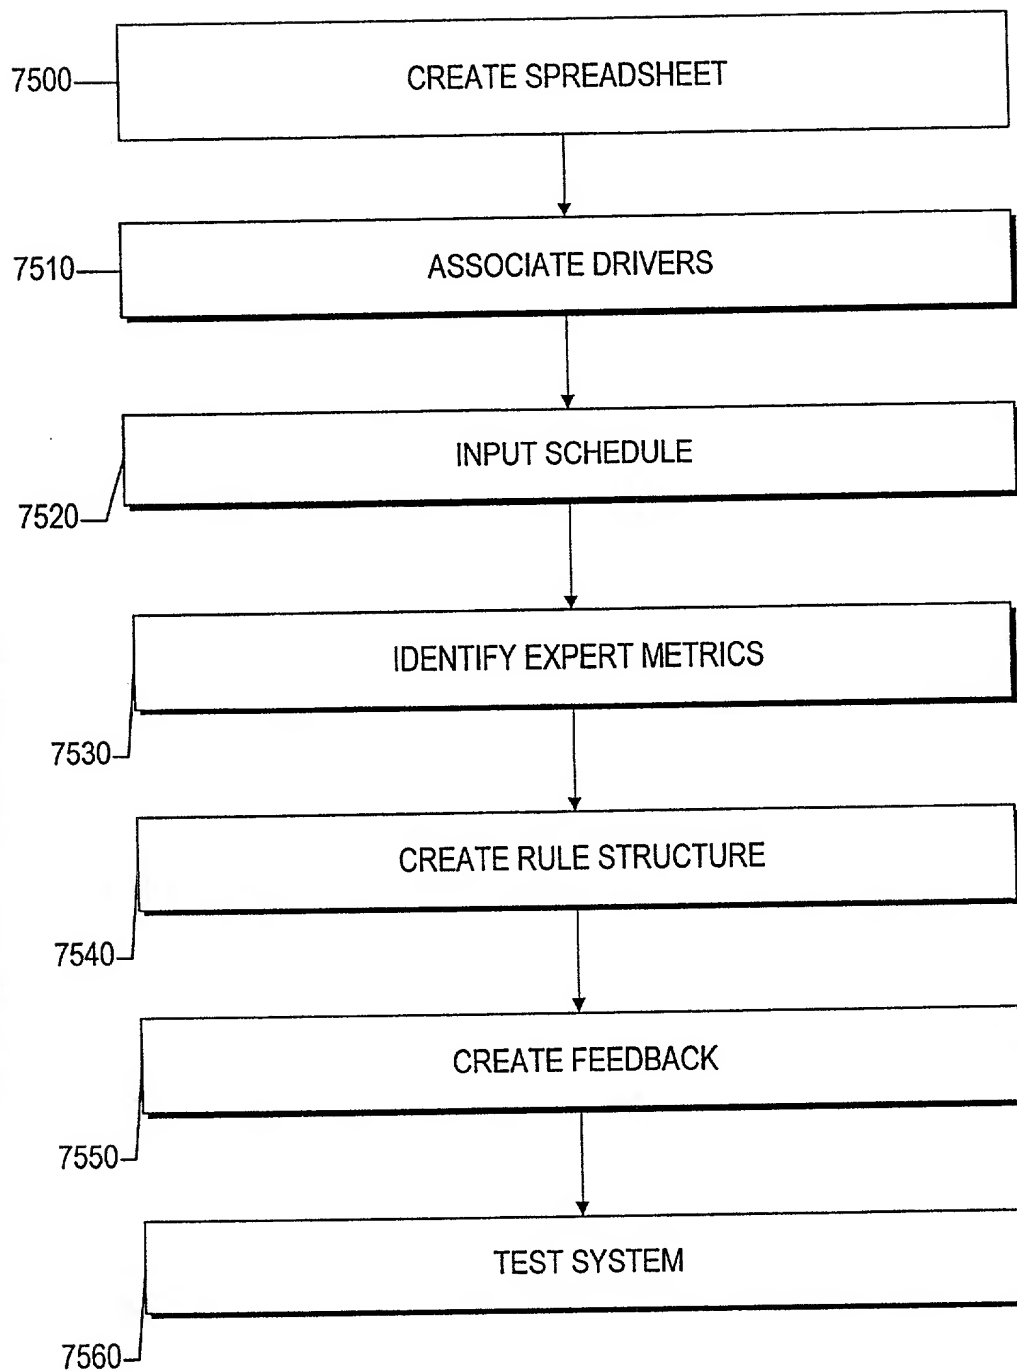 7500
CREATE SPREADSHEET
7510
ASSOCIATE DRIVERS
INPUT SCHEDULE
7520
IDENTIFY EXPERT METRICS
7530
CREATE RULE STRUCTURE
7540
CREATE FEEDBACK
7550
TEST SYSTEM
7560